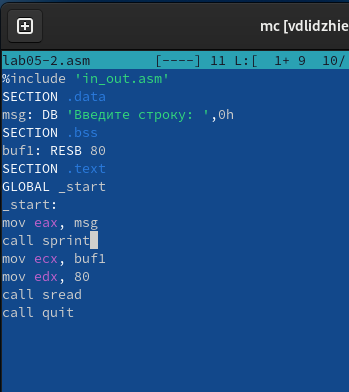 mc [vdlidzhie
lab05-2.asm [----] 11 L:[ 1+ 9 10/
%include 'in_out.asm'
SECTION .data
msg: DB 'Введите строку: ',0h
SECTION .bss
buf1: RESB 80
SECTION .text
GLOBAL _start
_start:
mov eax, msg
call sprint
mov ecx, buf1
mov edx, 80
call sread
call quit